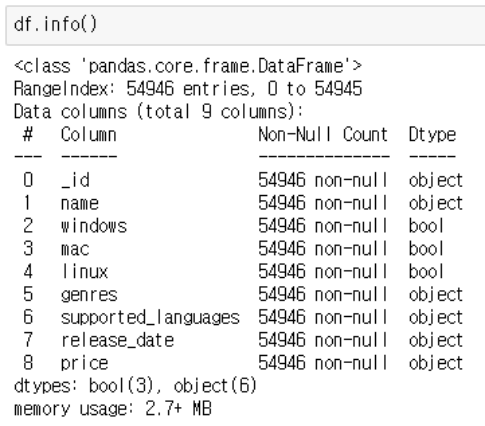 df.info()
<class 'pandas.core.frame.DataFrame'>
RangeIndex: 54946 entries, 0 to 54945
Data columns (total 9 columns):
 #   Column               Non-Null Count  Dtype
---  ------               --------------  -----
 0   _id                  54946 non-null  object
 1   name                 54946 non-null  object
 2   windows              54946 non-null  bool
 3   mac                  54946 non-null  bool
 4   linux                54946 non-null  bool
 5   genres               54946 non-null  object
 6   supported_languages  54946 non-null  object
 7   release_date         54946 non-null  object
 8   price                54946 non-null  object
dtypes: bool(3), object(6)
memory usage: 2.7+ MB